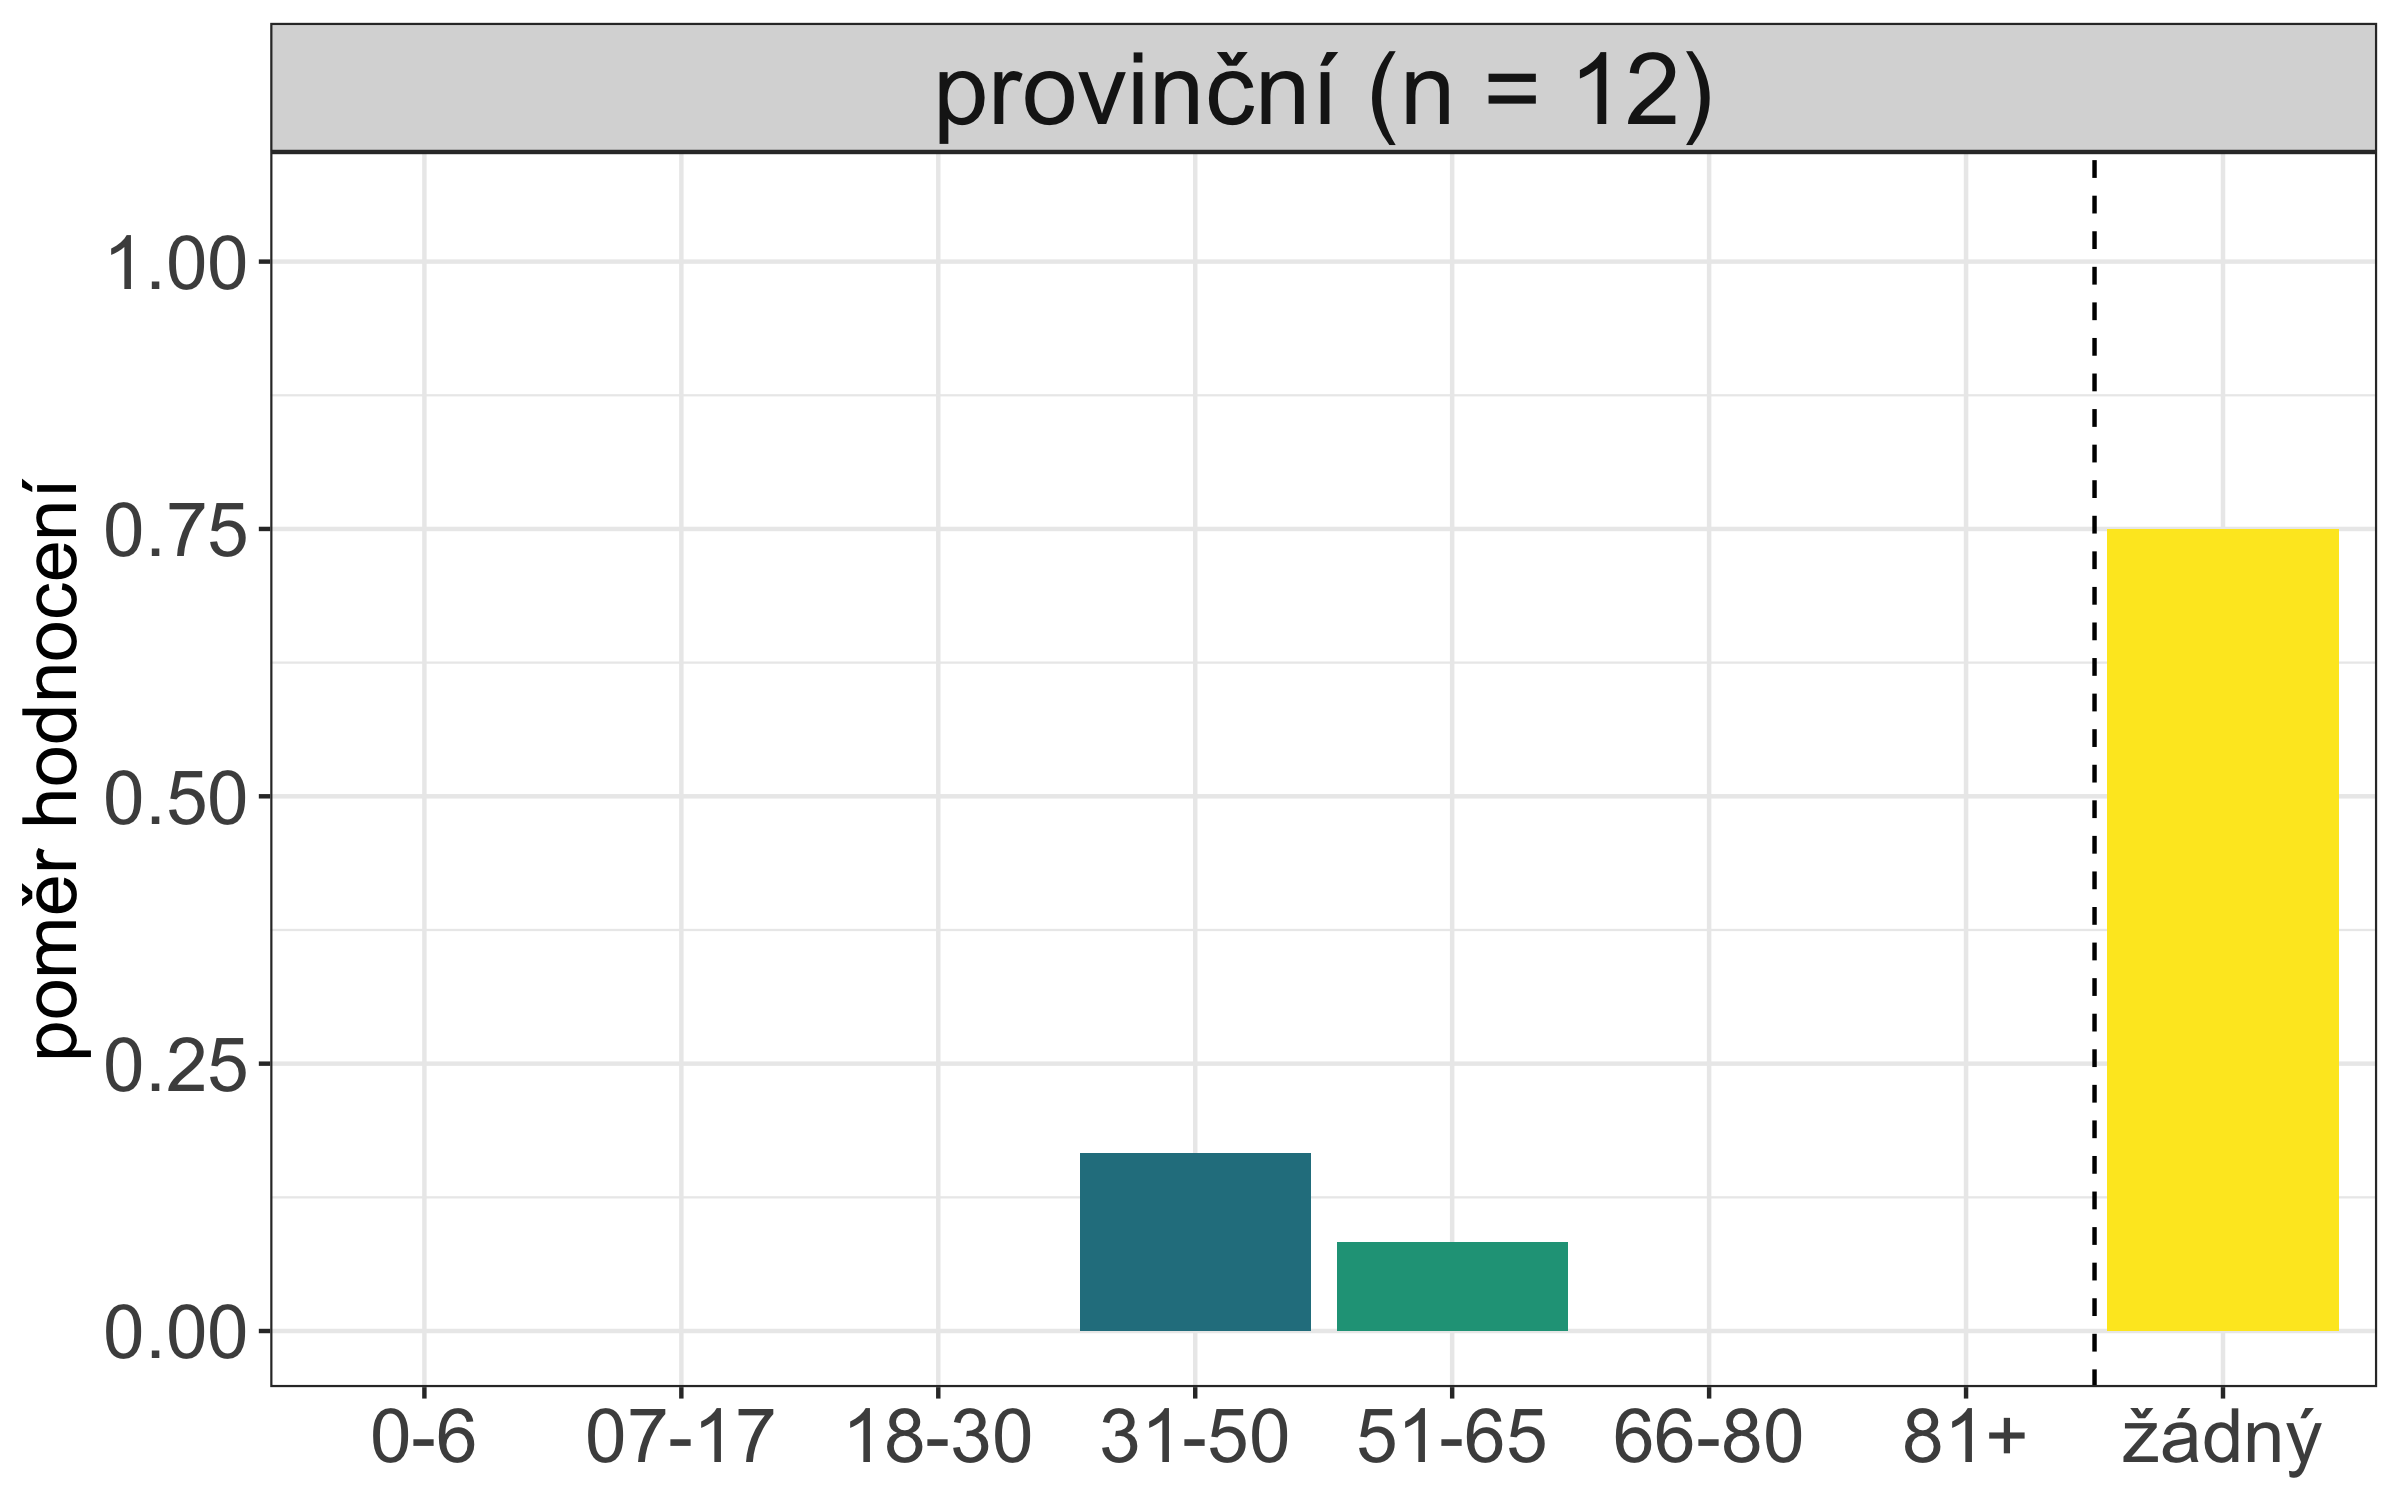 provinční (n = 12)
poměr hodnocení
1.00
0.75
0.50
0.25
0.00
0-6 07-17 18-30 31-50 51-65 66-80 81+ žádný